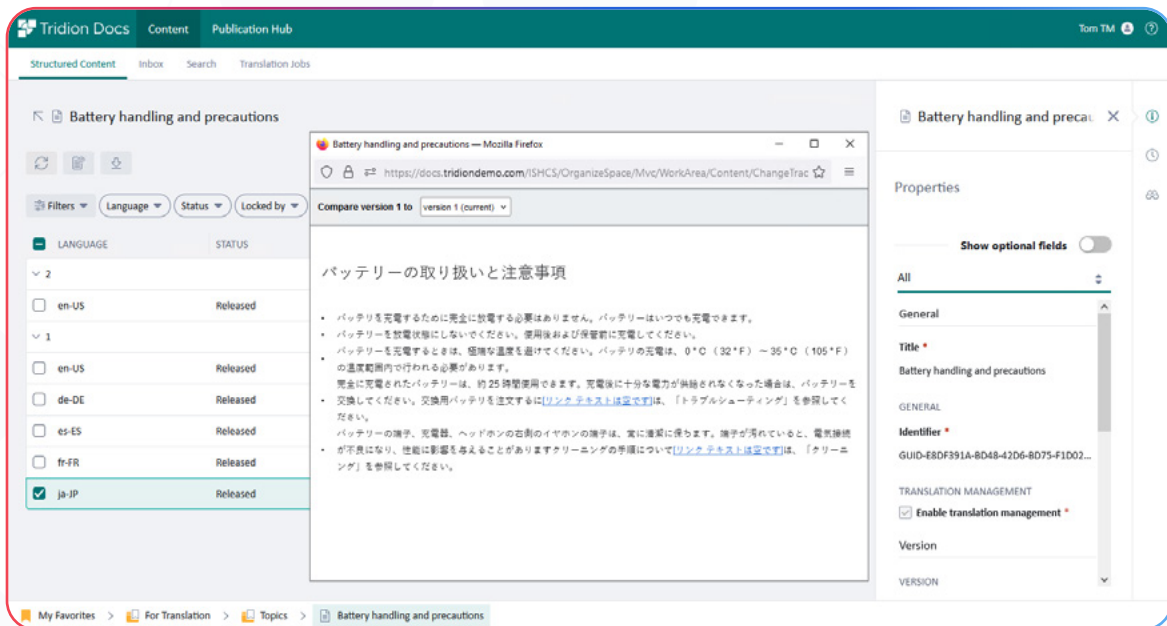 Tridion Docs
Content
Publication Hub
Tom TM
Structured Content
Inbox
Search
Translation Jobs
Battery handling and precautions
Filters
Language
Status
Locked by
LANGUAGE
STATUS
2
en-US
Released
1
en-US
Released
de-DE
Released
es-ES
Released
fr-FR
Released
ja-JP
Released
Battery handling and precautions — Mozilla Firefox
https://docs.tridiondemo.com/ISHCS/OrganizeSpace/Mvc/WorkArea/Content/ChangeTrac
Compare version 1 to
version 1 (current)
バッテリーの取り扱いと注意事項
• バッテリを充電するために完全に放電する必要はありません。バッテリーはいつでも充電できます。
• バッテリーを放電状態にしないでください。使用後および保管前に充電してください。
バッテリーを充電するときは、極端な温度を避けてください。バッテリの充電は、0°C（32°F）～35°C（105°F）
• の温度範囲内で行われる必要があります。
完全に充電されたバッテリーは、約25時間使用できます。充電後に十分な電力が供給されなくなった場合は、バッテリーを
• 交換してください。交換用バッテリを注文するに[リンク テキストは空です]は、「トラブルシューティング」を参照してく
ださい。
バッテリーの端子、充電器、ヘッドホンの右側のイヤホンの端子は、常に清潔に保ちます。端子が汚れていると、電気接続
• が不良になり、性能に影響を与えることがありますクリーニングの手順について[リンク テキストは空です]は、「クリーニ
ング」を参照してください。
Battery handling and precau
Properties
Show optional fields
All
General
Title *
Battery handling and precautions
GENERAL
Identifier *
GUID-E8DF391A-8D48-42D6-BD75-F1D02...
TRANSLATION MANAGEMENT
Enable translation management *
Version
VERSION
My Favorites > For Translation > Topics > Battery handling and precautions